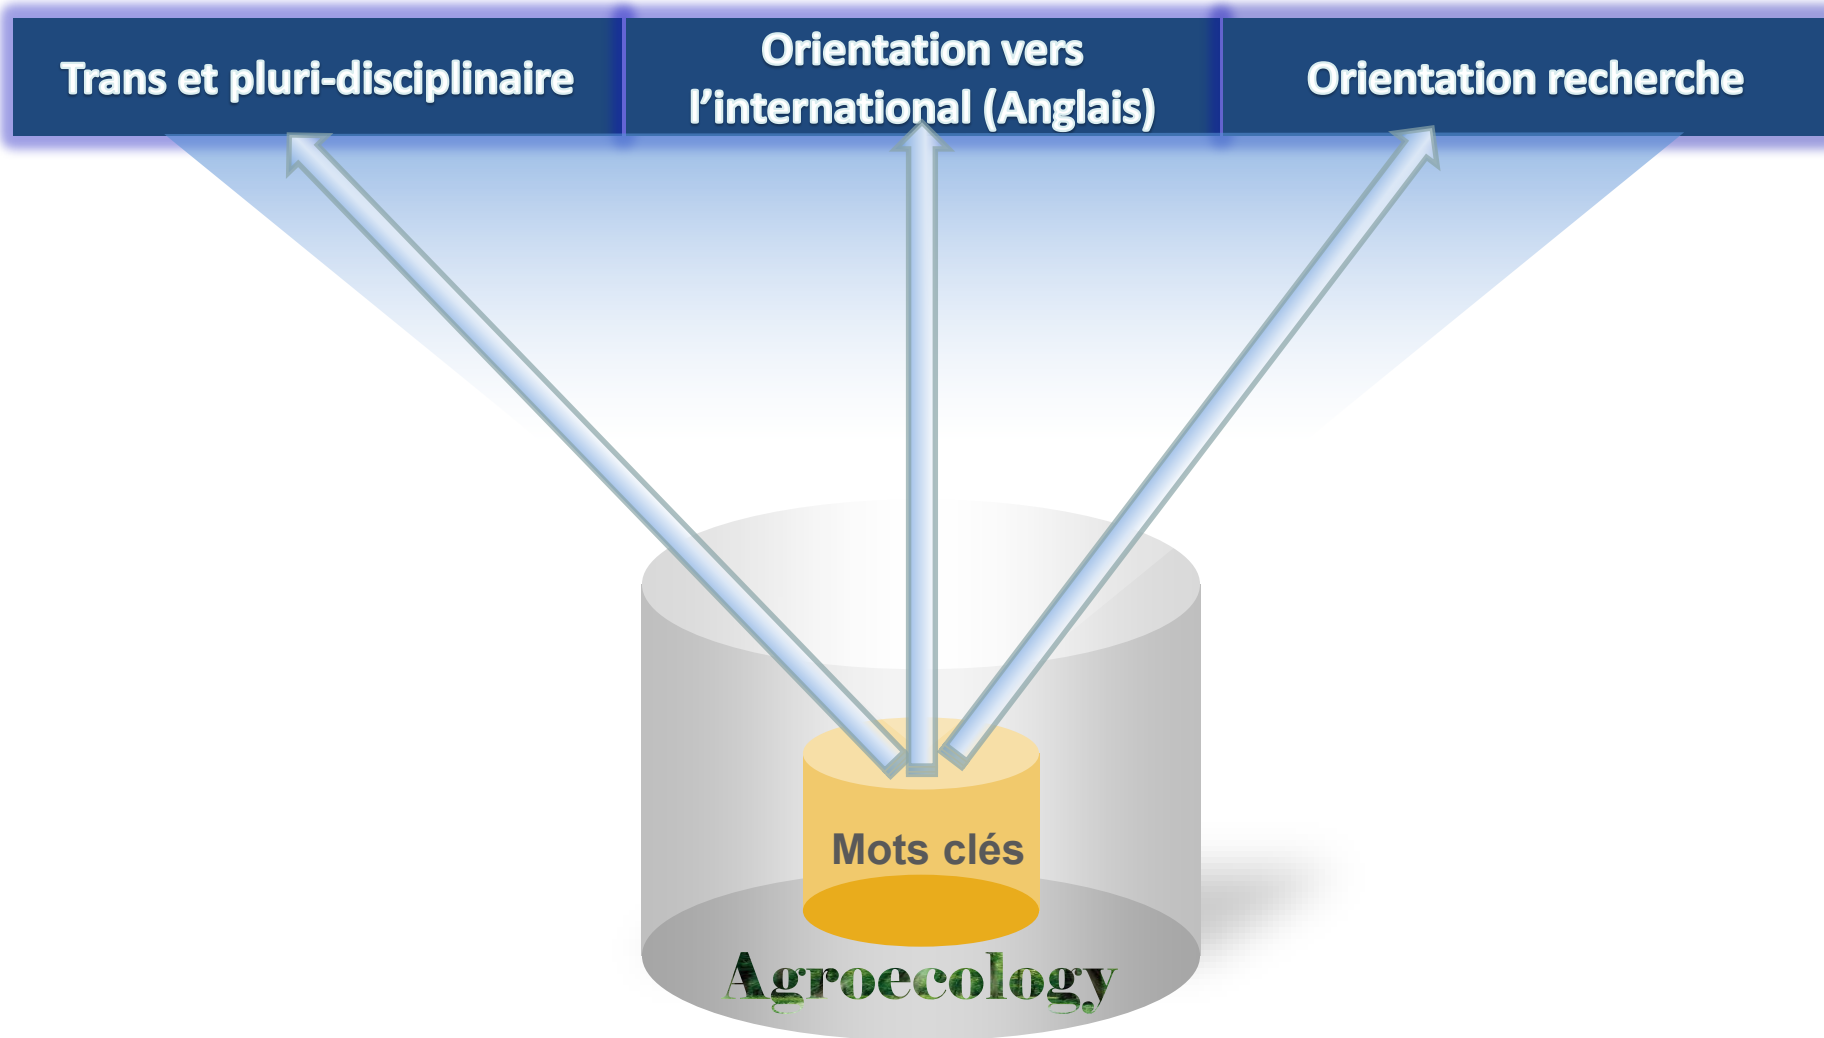 Trans et pluri-disciplinaire
Orientation vers
l’international (Anglais)
Orientation recherche
Mots clés
Agroecology